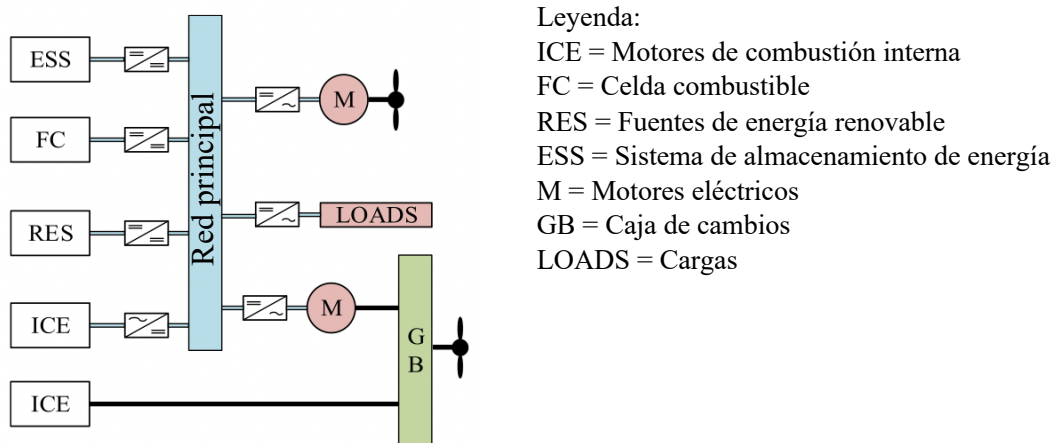 ESS
FC
RES
ICE
ICE
Red principal
M
LOADS
M
G
B
Leyenda:
ICE = Motores de combustión interna
FC = Celda combustible
RES = Fuentes de energía renovable
ESS = Sistema de almacenamiento de energía
M = Motores eléctricos
GB = Caja de cambios
LOADS = Cargas